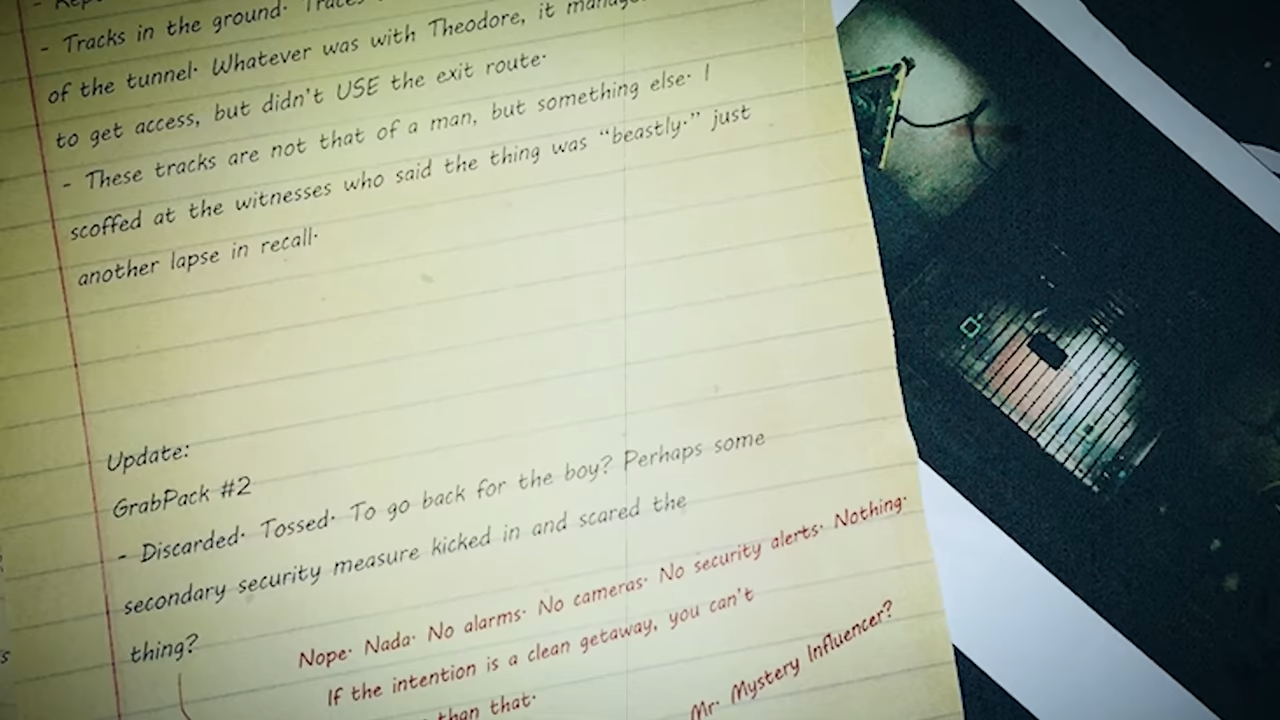 - Tracks in the ground. Traces
of the tunnel. Whatever was with Theodore, it
to get access, but didn't USE the exit route.
- These tracks are not that of a man, but something else. I
scoffed at the witnesses who said the thing was "beastly." just
another lapse in recall.
Update:
GrabPack #2
- Discarded. Tossed. To go back for the boy? Perhaps some
secondary security measure kicked in and scared the
thing?
Nope. Nada. No alarms. No cameras. No security alerts. Nothing.
If the intention is a clean getaway, you can't
than that.
Mr. Mystery Influencer?